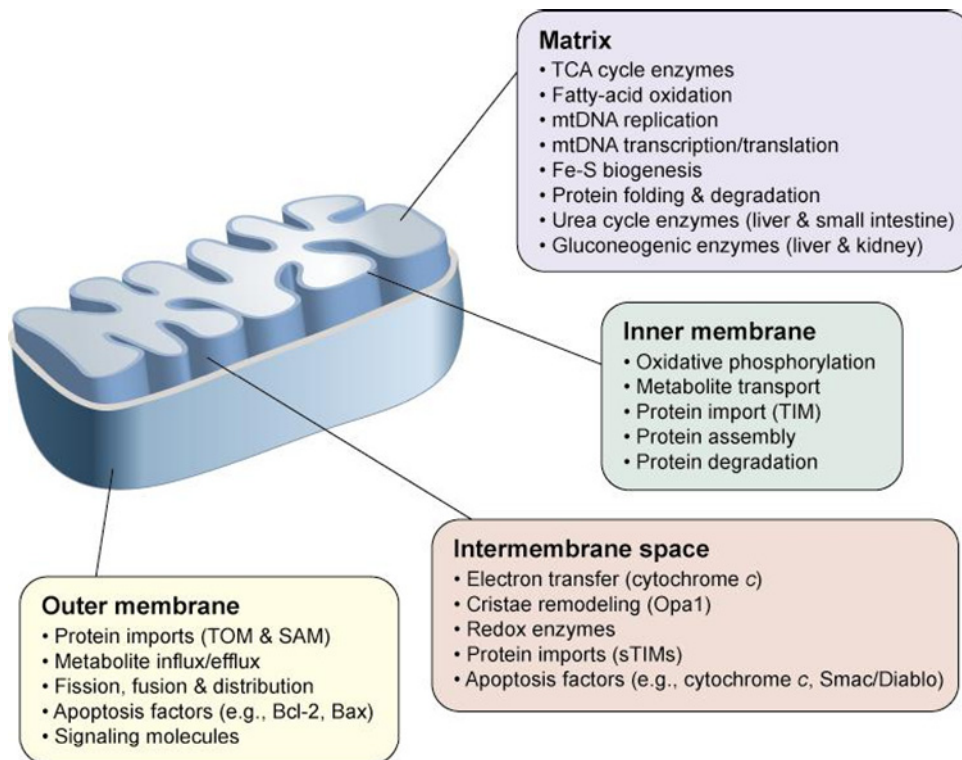 Matrix
• TCA cycle enzymes
• Fatty-acid oxidation
• mtDNA replication
• mtDNA transcription/translation
• Fe-S biogenesis
• Protein folding & degradation
• Urea cycle enzymes (liver & small intestine)
• Gluconeogenic enzymes (liver & kidney)
Inner membrane
• Oxidative phosphorylation
• Metabolite transport
• Protein import (TIM)
• Protein assembly
• Protein degradation
Intermembrane space
• Electron transfer (cytochrome c)
• Cristae remodeling (Opa1)
• Redox enzymes
• Protein imports (sTIMs)
• Apoptosis factors (e.g., cytochrome c, Smac/Diablo)
Outer membrane
• Protein imports (TOM & SAM)
• Metabolite influx/efflux
• Fission, fusion & distribution
• Apoptosis factors (e.g., Bcl-2, Bax)
• Signaling molecules